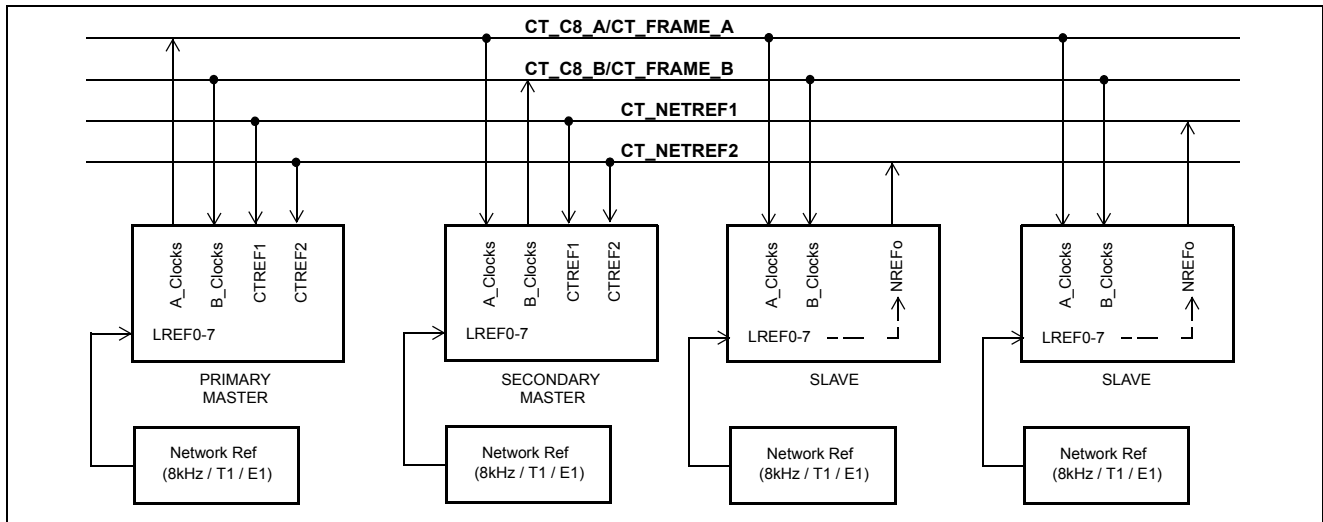 CT_C8_A/CT_FRAME_A
CT_C8_B/CT_FRAME_B
CT_NETREF1
CT_NETREF2
A_Clocks
B_Clocks
CTREF1
CTREF2
LREF0-7
PRIMARY
MASTER
Network Ref
(8kHz / T1 / E1)
A_Clocks
B_Clocks
CTREF1
CTREF2
LREF0-7
SECONDARY
MASTER
Network Ref
(8kHz / T1 / E1)
A_Clocks
B_Clocks
NREFo
LREF0-7
SLAVE
Network Ref
(8kHz / T1 / E1)
A_Clocks
B_Clocks
NREFo
LREF0-7
SLAVE
Network Ref
(8kHz / T1 / E1)